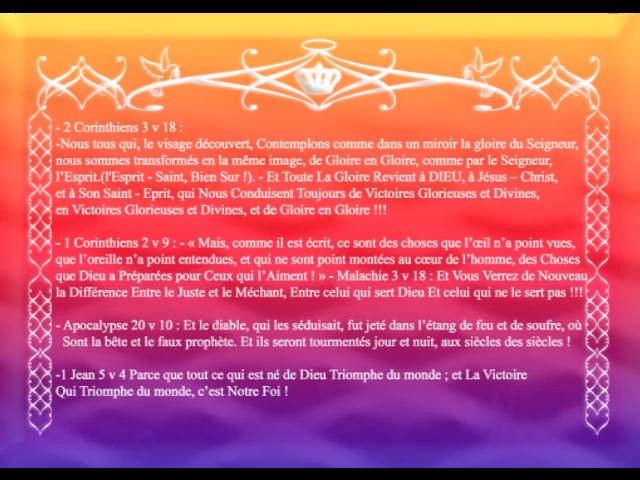 - 2 Corinthiens 3 v 18 :
-Nous tous qui, le visage découvert, Contemplons comme dans un miroir la gloire du Seigneur,
nous sommes transformés en la même image, de Gloire en Gloire, comme par le Seigneur,
l'Esprit.(l'Esprit - Saint, Bien Sur !). - Et Toute La Gloire Revient à DIEU, à Jésus – Christ,
et à Son Saint - Eprit, qui Nous Conduisent Toujours de Victoires Glorieuses et Divines,
en Victoires Glorieuses et Divines, et de Gloire en Gloire !!!
- 1 Corinthiens 2 v 9 : - « Mais, comme il est écrit, ce sont des choses que l'œil n'a point vues,
que l'oreille n'a point entendues, et qui ne sont point montées au cœur de l'homme, des Choses
que Dieu a Préparées pour Ceux qui l'Aiment ! » - Malachie 3 v 18 : Et Vous Verrez de Nouveau
la Différence Entre le Juste et le Méchant, Entre celui qui sert Dieu Et celui qui ne le sert pas !!!
- Apocalypse 20 v 10 : Et le diable, qui les séduisait, fut jeté dans l'étang de feu et de soufre, où
Sont la bête et le faux prophète. Et ils seront tourmentés jour et nuit, aux siècles des siècles !
-1 Jean 5 v 4 Parce que tout ce qui est né de Dieu Triomphe du monde ; et La Victoire
Qui Triomphe du monde, c'est Notre Foi !